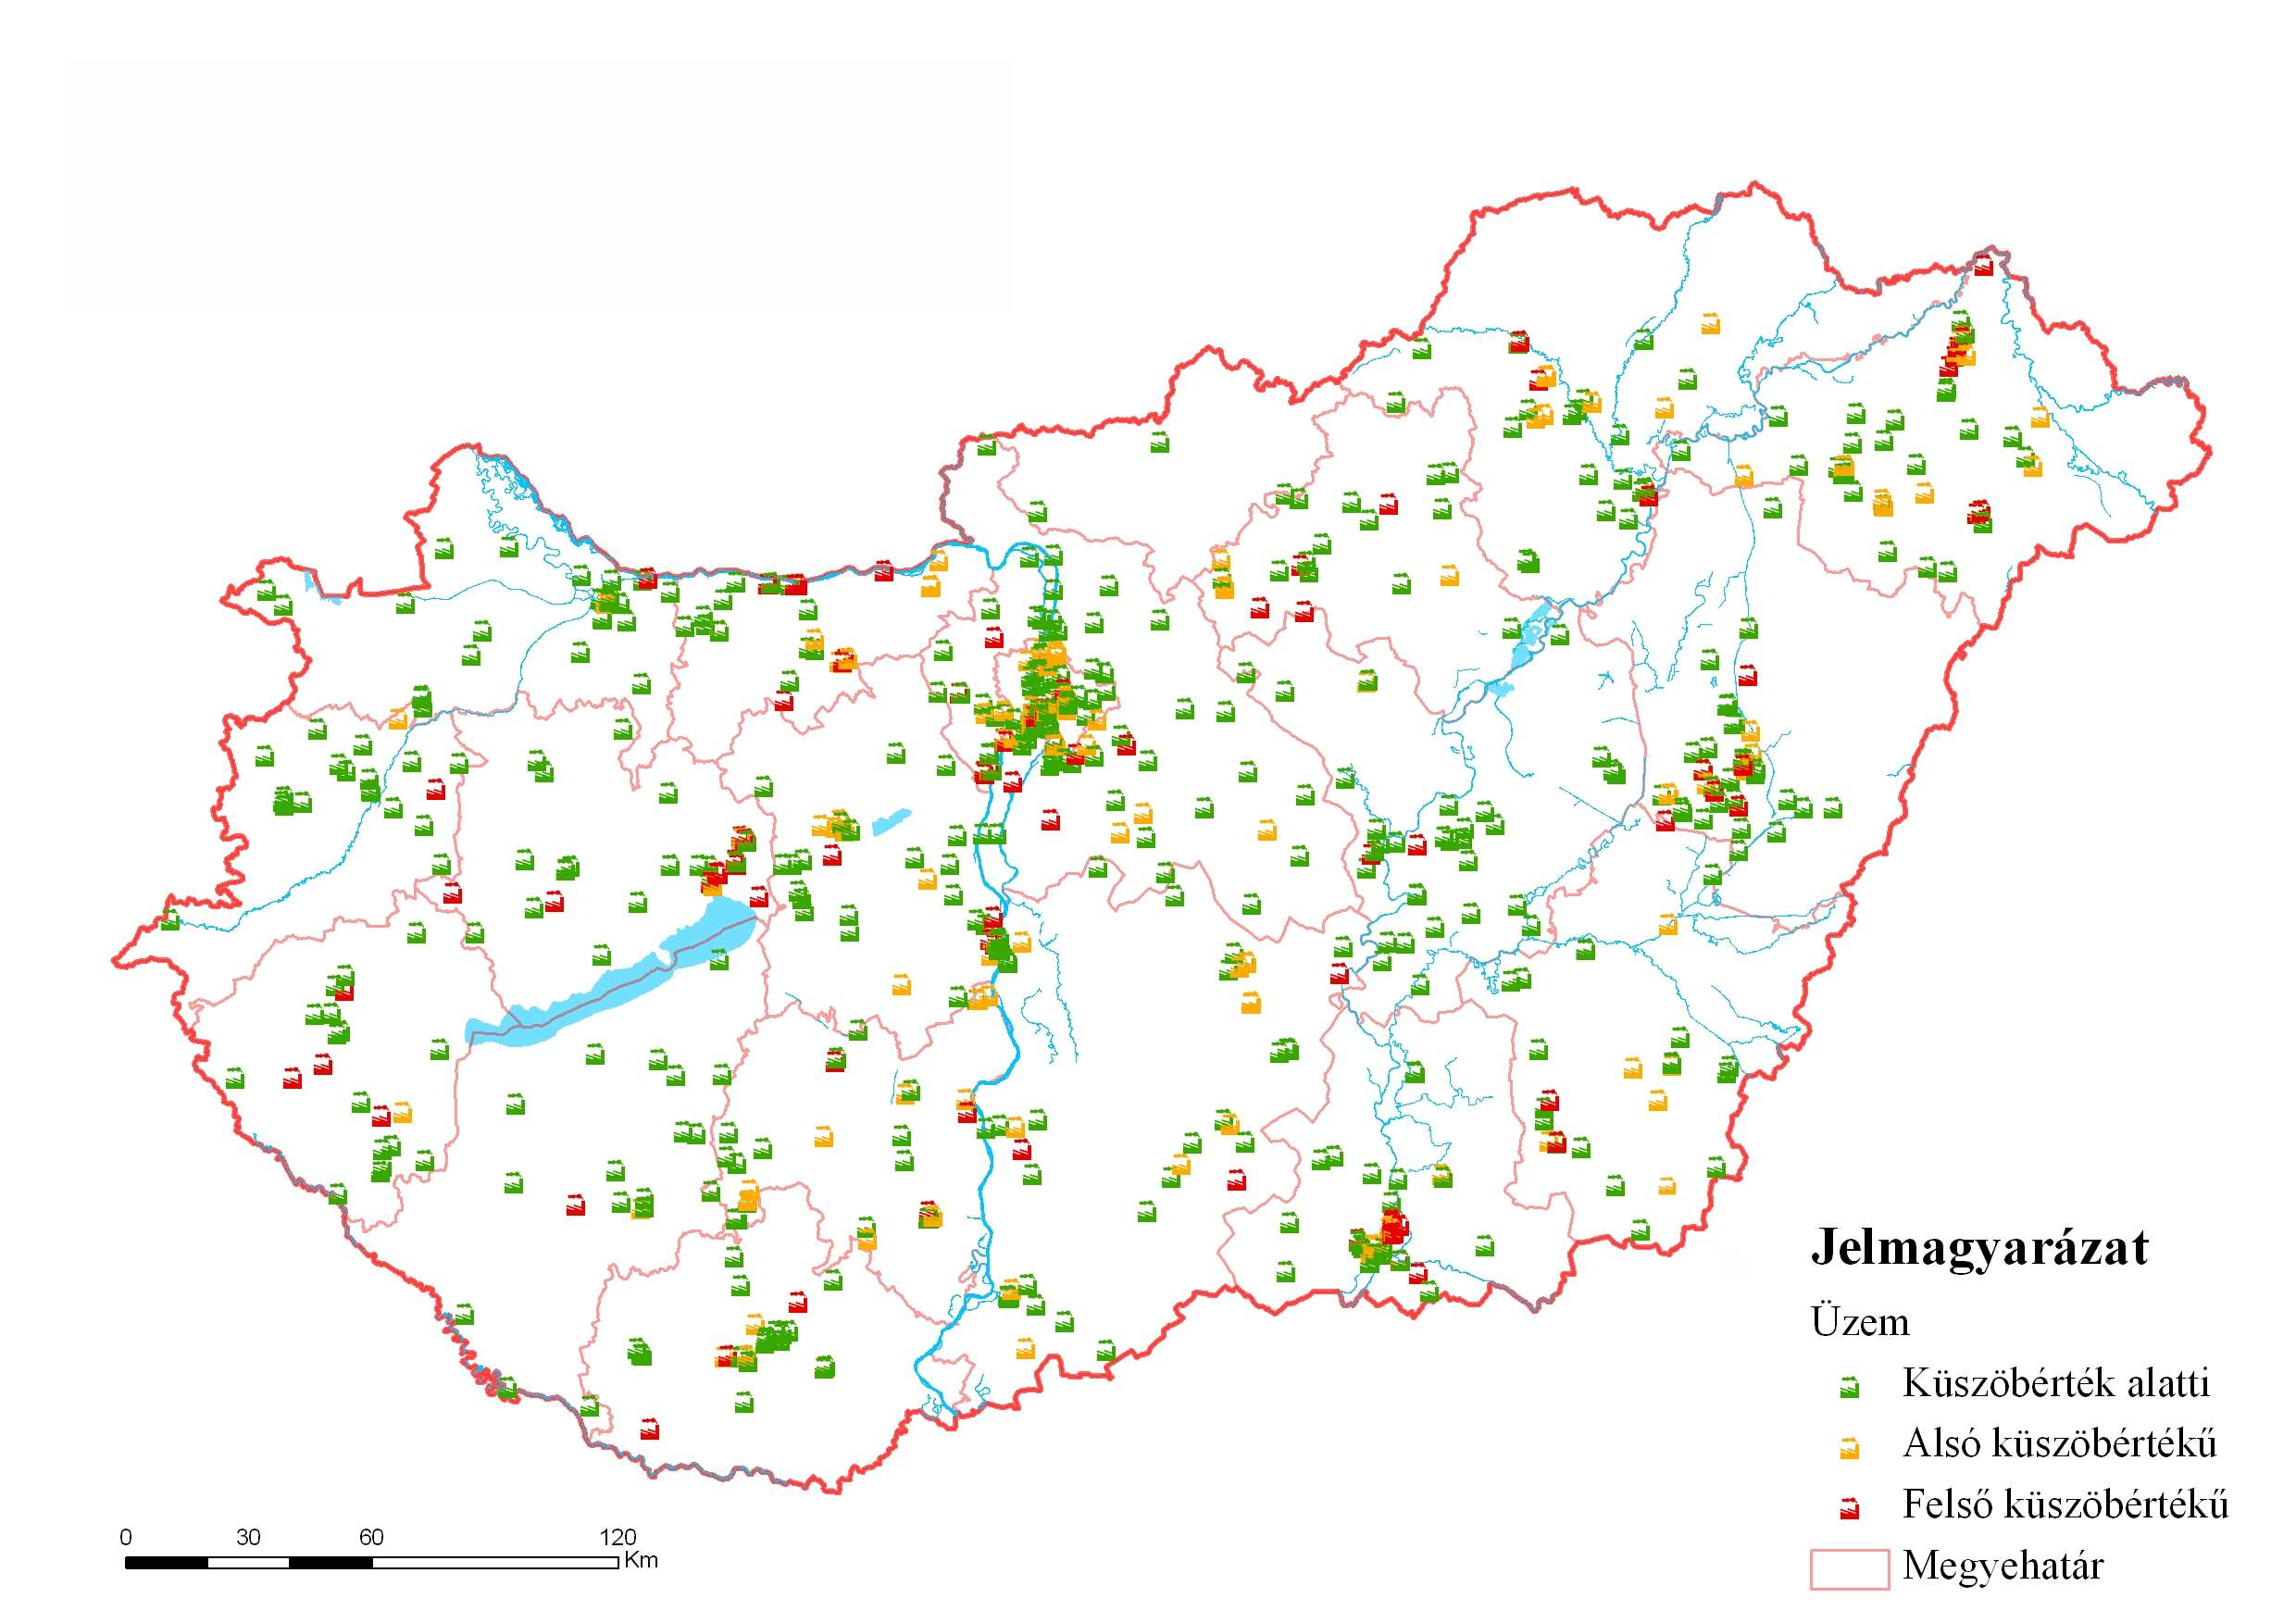 Jelmagyarázat
Üzem
Küszöbérték alatti
Alsó küszöbértékű
Felső küszöbértékű
Megyehatár
0 30 60 120
Km